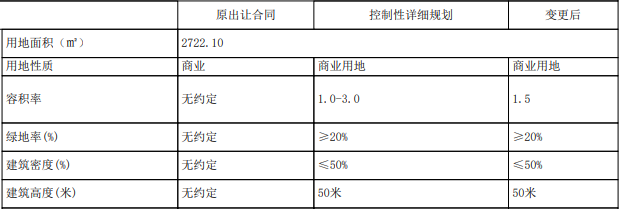 原出让合同 控制性详细规划 变更后
用地面积（㎡） 2722.10
用地性质 商业 商业用地 商业用地
容积率 无约定 1.0-3.0 1.5
绿地率(%) 无约定 ≥20% ≥20%
建筑密度(%) 无约定 ≤50% ≤50%
建筑高度(米) 无约定 50米 50米